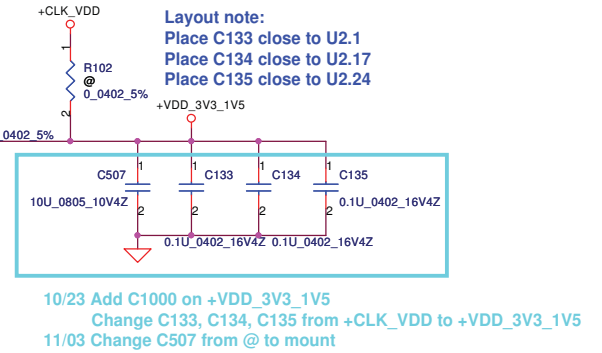 +CLK_VDD
Layout note:
Place C133 close to U2.1
Place C134 close to U2.17
Place C135 close to U2.24
1
R102
@
0_0402_5%
2
+VDD_3V3_1V5
_0402_5%
1 1 1 1
C507 C133 C134 C135
10U_0805_10V4Z 0.1U_0402_16V4Z
2 2 2 2
0.1U_0402_16V4Z 0.1U_0402_16V4Z
10/23 Add C1000 on +VDD_3V3_1V5
Change C133, C134, C135 from +CLK_VDD to +VDD_3V3_1V5
11/03 Change C507 from @ to mount